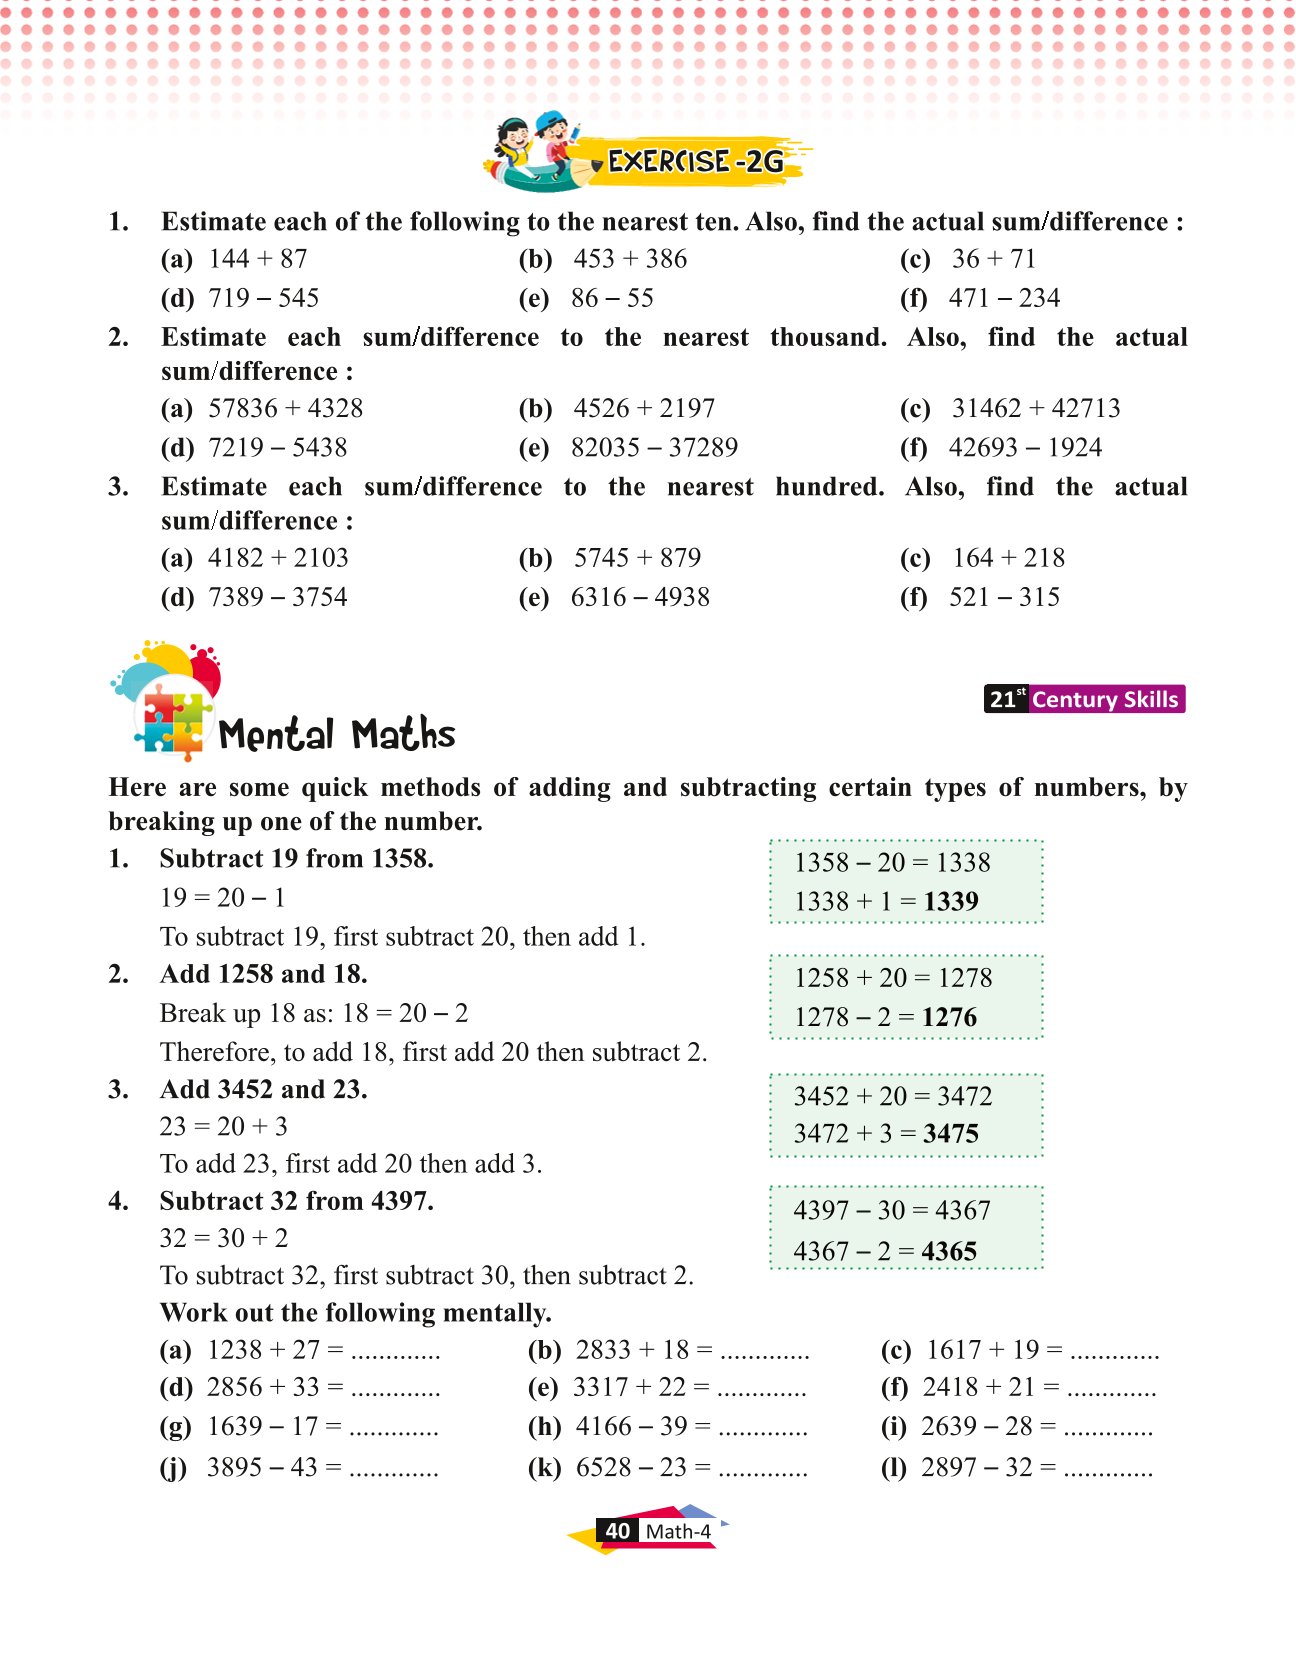 EXERCISE -2G
1. Estimate each of the following to the nearest ten. Also, find the actual sum/difference :
(a) 144 + 87 (b) 453 + 386 (c) 36 + 71
(d) 719 – 545 (e) 86 – 55 (f) 471 – 234
2. Estimate each sum/difference to the nearest thousand. Also, find the actual
sum/difference :
(a) 57836 + 4328 (b) 4526 + 2197 (c) 31462 + 42713
(d) 7219 – 5438 (e) 82035 – 37289 (f) 42693 – 1924
3. Estimate each sum/difference to the nearest hundred. Also, find the actual
sum/difference :
(a) 4182 + 2103 (b) 5745 + 879 (c) 164 + 218
(d) 7389 – 3754 (e) 6316 – 4938 (f) 521 – 315
21st Century Skills
Mental Maths
Here are some quick methods of adding and subtracting certain types of numbers, by
breaking up one of the number.
1. Subtract 19 from 1358.
19 = 20 – 1
To subtract 19, first subtract 20, then add 1.
1358 – 20 = 1338
1338 + 1 = 1339
2. Add 1258 and 18.
Break up 18 as: 18 = 20 – 2
Therefore, to add 18, first add 20 then subtract 2.
1258 + 20 = 1278
1278 – 2 = 1276
3. Add 3452 and 23.
23 = 20 + 3
To add 23, first add 20 then add 3.
3452 + 20 = 3472
3472 + 3 = 3475
4. Subtract 32 from 4397.
32 = 30 + 2
To subtract 32, first subtract 30, then subtract 2.
4397 – 30 = 4367
4367 – 2 = 4365
Work out the following mentally.
(a) 1238 + 27 = ............. (b) 2833 + 18 = ............. (c) 1617 + 19 = .............
(d) 2856 + 33 = ............. (e) 3317 + 22 = ............. (f) 2418 + 21 = .............
(g) 1639 – 17 = ............. (h) 4166 – 39 = ............. (i) 2639 – 28 = .............
(j) 3895 – 43 = ............. (k) 6528 – 23 = ............. (l) 2897 – 32 = .............
40 Math-4